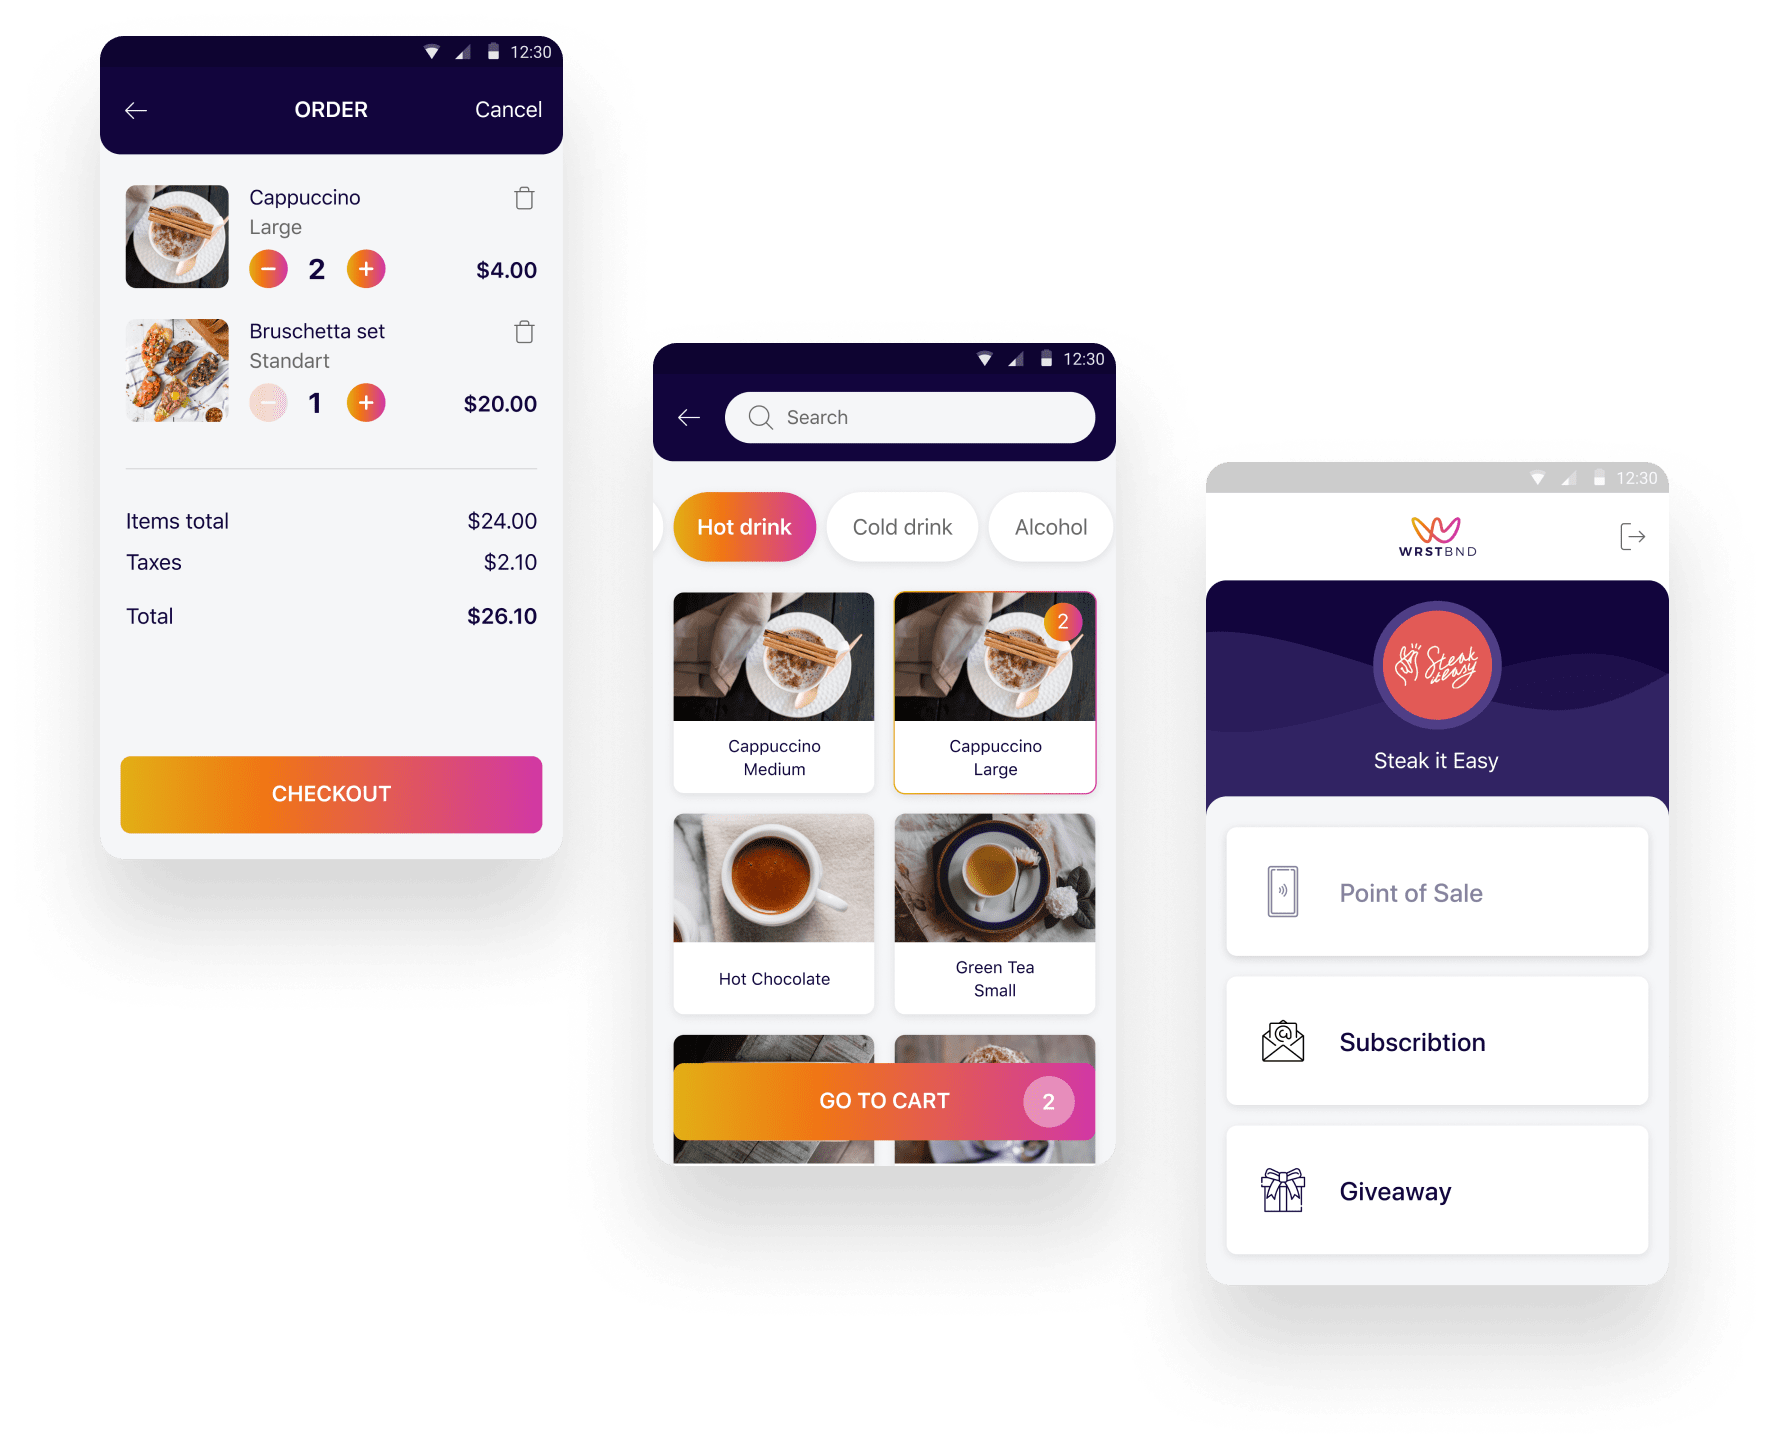 12:30
ORDER
Cancel
Cappuccino
Large
2
$4.00
Bruschetta set
Standart
1
$20.00
Items total
$24.00
Taxes
$2.10
Total
$26.10
CHECKOUT
12:30
Search
Hot drink
Cold drink
Alcohol
2
Cappuccino
Medium
Cappuccino
Large
Hot Chocolate
Green Tea
Small
GO TO CART
2
12:30
WRSTBND
Steak
it easy
Steak it Easy
Point of Sale
Subscribtion
Giveaway